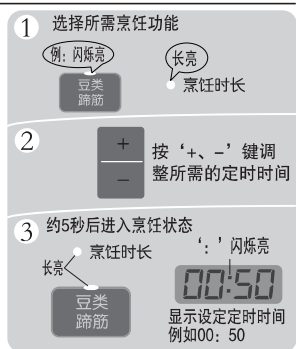 ① 选择所需烹饪功能
例：闪烁亮
长亮
豆类
蹄筋
烹饪时长
②
+
−
按‘+、−’键调
整所需的定时时间
③ 约5秒后进入烹饪状态
烹饪时长
长亮
豆类
蹄筋
‘：’闪烁亮
00:50
显示设定定时时间
例如00：50